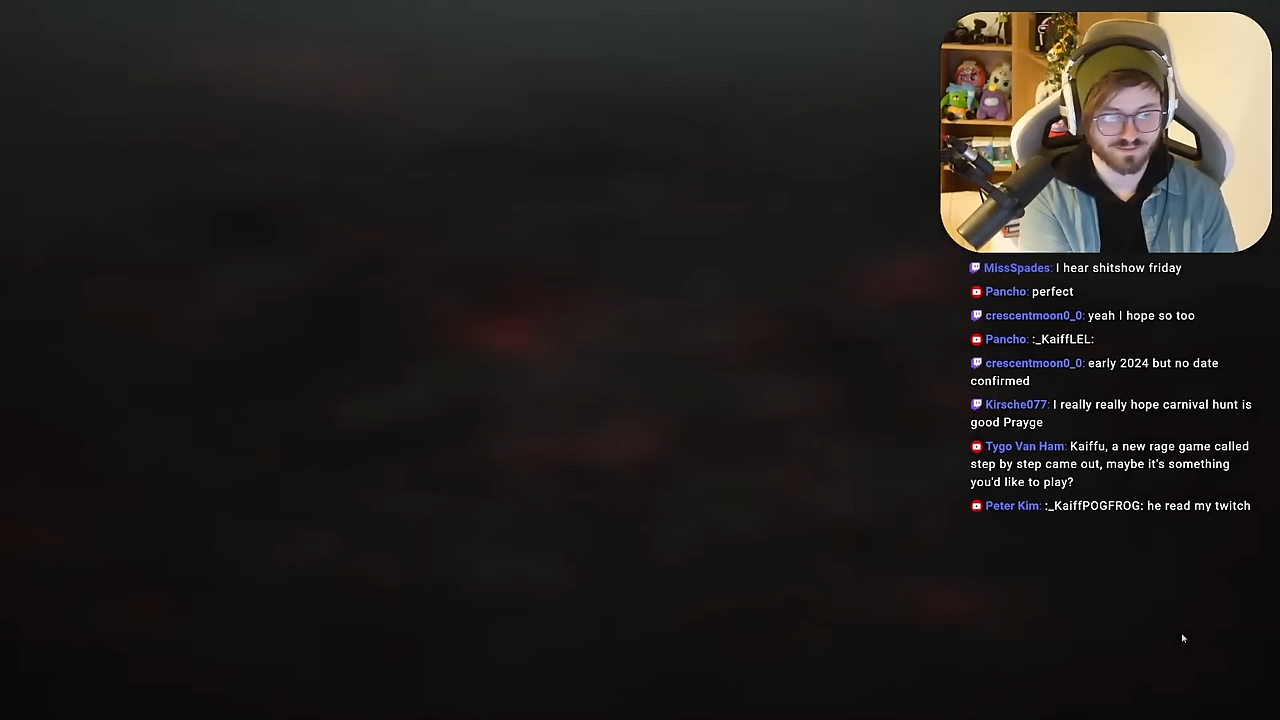 MissSpades: I hear shitshow friday
Pancho: perfect
crescentmoon0_0: yeah I hope so too
Pancho: :_KaiffLEL:
crescentmoon0_0: early 2024 but no date
confirmed
Kirsche077: I really really hope carnival hunt is
good Prayge
Tygo Van Ham: Kaiffu, a new rage game called
step by step came out, maybe it's something
you'd like to play?
Peter Kim: :_KaiffPOGFROG: he read my twitch